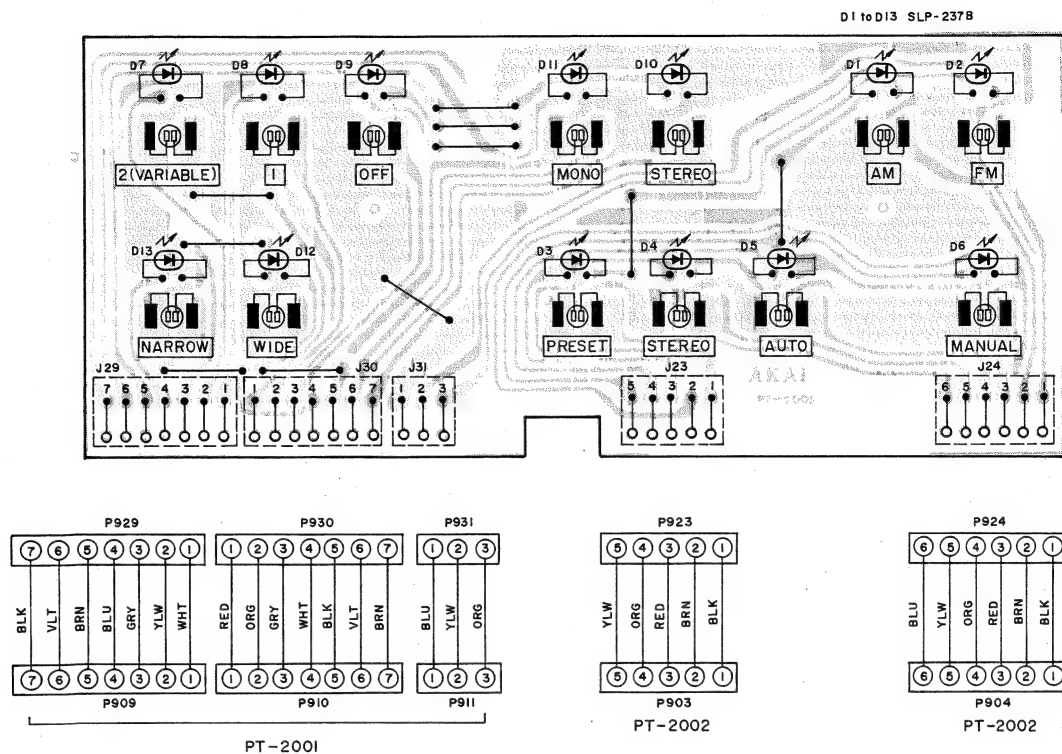 D1 to D13 SLP-237B
D7 D8 D9 D11 D10 D1 D2
2(VARIABLE) 1 OFF MONO STEREO AM FM
D13 D12 D3 D4 D5 D6
NARROW WIDE PRESET STEREO AUTO MANUAL
J29 J30 J31 J23 J24
AKAI
7 6 5 4 3 2 1 1 2 3 4 5 6 7 1 2 3 5 4 3 2 1 6 5 4 3 2 1
P929 P930 P931 P923 P924
7 6 5 4 3 2 1 1 2 3 4 5 6 7 1 2 3 5 4 3 2 1 6 5 4 3 2 1
BLK VLT BRN BLU GRY YLW WHT RED ORG GRY WHT BLK VLT BRN BLU YLW ORG YLW ORG RED BRN BLK BLU YLW ORG RED BRN BLK
7 6 5 4 3 2 1 1 2 3 4 5 6 7 1 2 3 5 4 3 2 1 6 5 4 3 2 1
P909 P910 P911 P903 P904
PT-2001 PT-2002 PT-2002